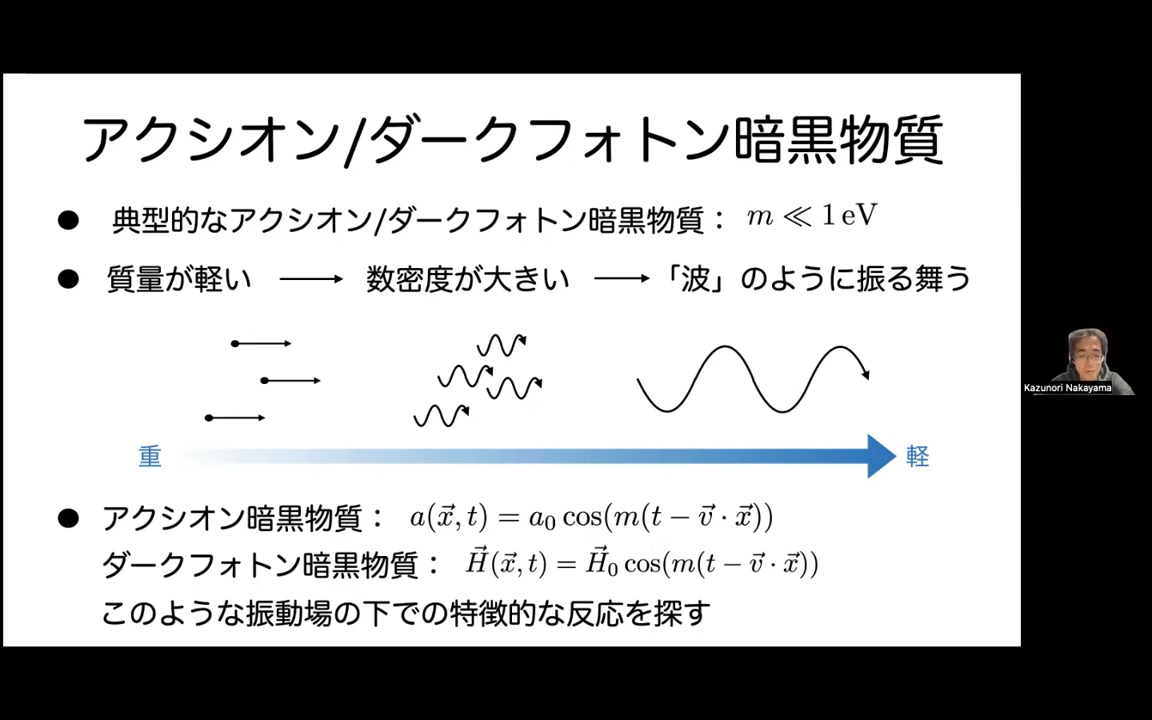 アクシオン/ダークフォトン暗黒物質
● 典型的なアクシオン/ダークフォトン暗黒物質： m ≪ 1 eV
● 質量が軽い ⟶ 数密度が大きい ⟶「波」のように振る舞う
重 軽
● アクシオン暗黒物質： a(x⃗, t) = a₀ cos(m(t − v⃗ · x⃗))
ダークフォトン暗黒物質： H⃗(x⃗, t) = H⃗₀ cos(m(t − v⃗ · x⃗))
このような振動場の下での特徴的な反応を探す
Kazunori Nakayama